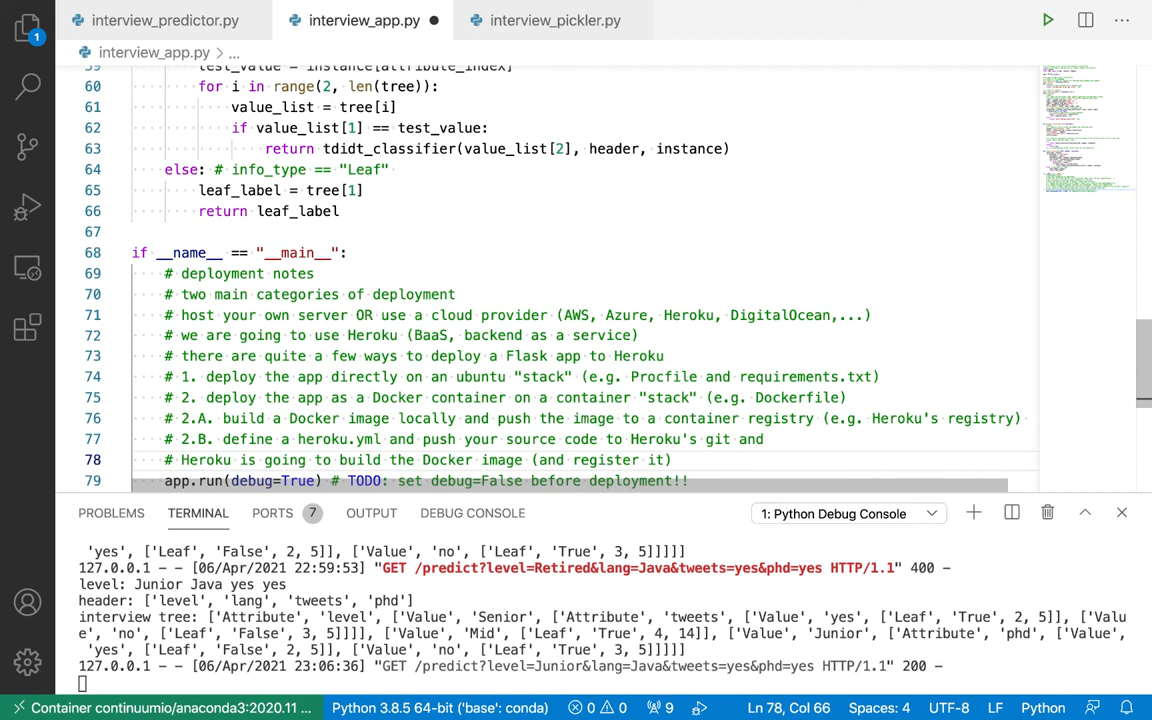 interview_predictor.py interview_app.py interview_pickler.py
interview_app.py > ...
59 test_value = instance[attribute_index]
60 for i in range(2, len(tree)):
61 value_list = tree[i]
62 if value_list[1] == test_value:
63 return tdidt_classifier(value_list[2], header, instance)
64 else: # info_type == "Leaf"
65 leaf_label = tree[1]
66 return leaf_label
67
68 if __name__ == "__main__":
69 # deployment notes
70 # two main categories of deployment
71 # host your own server OR use a cloud provider (AWS, Azure, Heroku, DigitalOcean,...)
72 # we are going to use Heroku (BaaS, backend as a service)
73 # there are quite a few ways to deploy a Flask app to Heroku
74 # 1. deploy the app directly on an ubuntu "stack" (e.g. Procfile and requirements.txt)
75 # 2. deploy the app as a Docker container on a container "stack" (e.g. Dockerfile)
76 # 2.A. build a Docker image locally and push the image to a container registry (e.g. Heroku's registry)
77 # 2.B. define a heroku.yml and push your source code to Heroku's git and
78 # Heroku is going to build the Docker image (and register it)
79 app.run(debug=True) # TODO: set debug=False before deployment!!
PROBLEMS TERMINAL PORTS 7 OUTPUT DEBUG CONSOLE 1: Python Debug Console
'yes', ['Leaf', 'False', 2, 5]], ['Value', 'no', ['Leaf', 'True', 3, 5]]]]]
127.0.0.1 - - [06/Apr/2021 22:59:53] "GET /predict?level=Retired&lang=Java&tweets=yes&phd=yes HTTP/1.1" 400 -
level: Junior Java yes yes
header: ['level', 'lang', 'tweets', 'phd']
interview tree: ['Attribute', 'level', ['Value', 'Senior', ['Attribute', 'tweets', ['Value', 'yes', ['Leaf', 'True', 2, 5]], ['Valu
e', 'no', ['Leaf', 'False', 3, 5]]]], ['Value', 'Mid', ['Leaf', 'True', 4, 14]], ['Value', 'Junior', ['Attribute', 'phd', ['Value',
'yes', ['Leaf', 'False', 2, 5]], ['Value', 'no', ['Leaf', 'True', 3, 5]]]]]
127.0.0.1 - - [06/Apr/2021 23:06:36] "GET /predict?level=Junior&lang=Java&tweets=yes&phd=yes HTTP/1.1" 200 -
1
Container continuumio/anaconda3:2020.11 ... Python 3.8.5 64-bit ('base': conda) 0 0 9 Ln 78, Col 66 Spaces: 4 UTF-8 LF Python